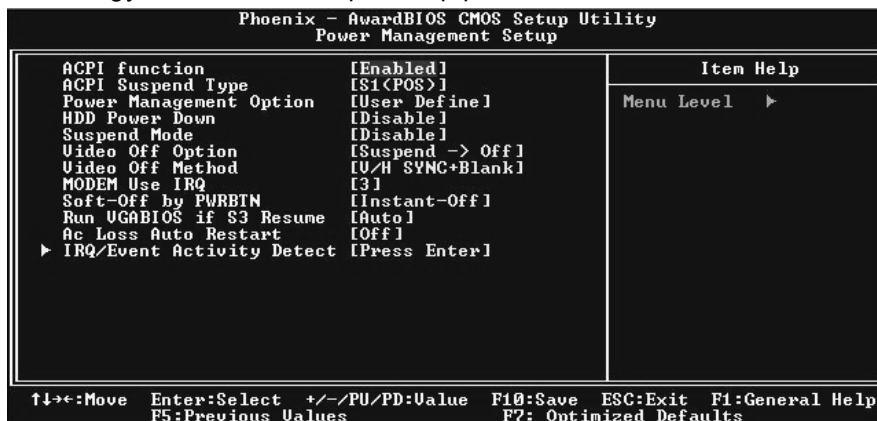 Phoenix - AwardBIOS CMOS Setup Utility
Power Management Setup
ACPI function [Enabled]
ACPI Suspend Type [S1<POS>]
Power Management Option [User Define]
HDD Power Down [Disable]
Suspend Mode [Disable]
Video Off Option [Suspend -> Off]
Video Off Method [V/H SYNC+Blank]
MODEM Use IRQ [3]
Soft-Off by PWRBTN [Instant-Off]
Run VGABIOS if S3 Resume [Auto]
Ac Loss Auto Restart [Off]
▶ IRQ/Event Activity Detect [Press Enter]
Item Help
Menu Level ▶
↑↓→←:Move Enter:Select +/-/PU/PD:Value F10:Save ESC:Exit F1:General Help
F5:Previous Values F7: Optimized Defaults